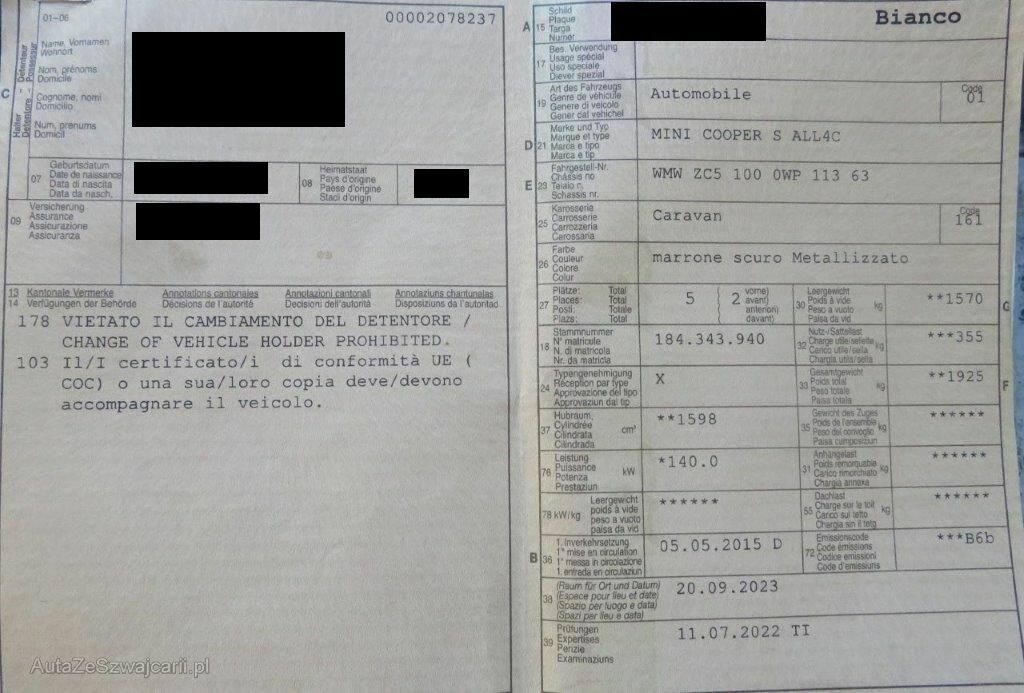 01-06
00002078237
C
Halter
Détenteur
Detentore
Possessur
Name, Vornamen
Wohnort
Nom, prénoms
Domicile
Cognome, nomi
Domicilio
Num, prenums
Domicil
07
Geburtsdatum
Date de naissance
Data di nascita
Data da nasch.
08
Heimatstaat
Pays d'origine
Paese d'origine
Stadi d'origin
09
Versicherung
Assurance
Assicurazione
Assicuranza
13 Kantonale Vermerke Annotations cantonales Annotazioni cantonali Annotaziuns chantunalas
14 Verfügungen der Behörde Décisions de l'autorité Decisioni dell'autorità Disposiziuns da l'autoritad
178 VIETATO IL CAMBIAMENTO DEL DETENTORE /
CHANGE OF VEHICLE HOLDER PROHIBITED.
103 Il/I certificato/i di conformità UE (
COC) o una sua/loro copia deve/devono
accompagnare il veicolo.
AutaZeSzwajcarii.pl
A 15
Schild
Plaque
Targa
Numer
Bianco
17
Bes. Verwendung
Usage spécial
Uso speciale
Diever spezial
19
Art des Fahrzeugs
Genre de véhicule
Genere di veicolo
Gener dal vehichel
Automobile
Code
01
D 21
Marke und Typ
Marque et type
Marca e tipo
Marca e tip
MINI COOPER S ALL4C
E 23
Fahrgestell-Nr.
Châssis no
Telaio n.
Schassis nr.
WMW ZC5 100 0WP 113 63
25
Karosserie
Carrosserie
Carrozzeria
Carossaria
Caravan
Code
161
26
Farbe
Couleur
Colore
Colur
marrone scuro Metallizzato
27
Plätze: Total
Places: Total
Posti: Totale
Plazs: Total
5
( 2
vorne)
avant)
anteriori)
davant)
30
Leergewicht
Poids à vide
Peso a vuoto
Paisa da vid
kg
**1570
G
18
Stammnummer
N° matricule
N. di matricola
Nr. da matricla
184.343.940
32
Nutz-/Sattellast
Charge utile/sellette
Carico utile/sella
Chargia utila/sella
***355
24
Typengenehmigung
Réception par type
Approvazione del tipo
Approvaziun dal tip
X
33
Gesamtgewicht
Poids total
Peso totale
Paisa totala
kg
**1925
F
37
Hubraum
Cylindrée
Cilindrata
Cilindrada
cm³
**1598
35
Gewicht des Zuges
Poids de l'ensemble
Peso del convoglio
Paisa cumposiziun
kg
******
76
Leistung
Puissance
Potenza
Prestaziun
kW
*140.0
31
Anhängelast
Poids remorquable
Carico rimorchiato
Chargia annexa
kg
******
78 kW/kg
Leergewicht
poids à vide
peso a vuoto
paisa da vid
******
55
Dachlast
Charge sur le toit
Carico sul tetto
Chargia sin il tetg
kg
******
B 36
1. Inverkehrsetzung
1re mise en circulation
1a messa in circolazione
1. entrada en circulaziun
05.05.2015 D
72
Emissionscode
Code émissions
Codice emissioni
Code d'emissiuns
***B6b
38
(Raum für Ort und Datum)
(Espace pour lieu et date)
(Spazio per luogo e data)
(Spazi per lieu e data)
20.09.2023
39
Prüfungen
Expertises
Perizie
Examinaziuns
11.07.2022 TI